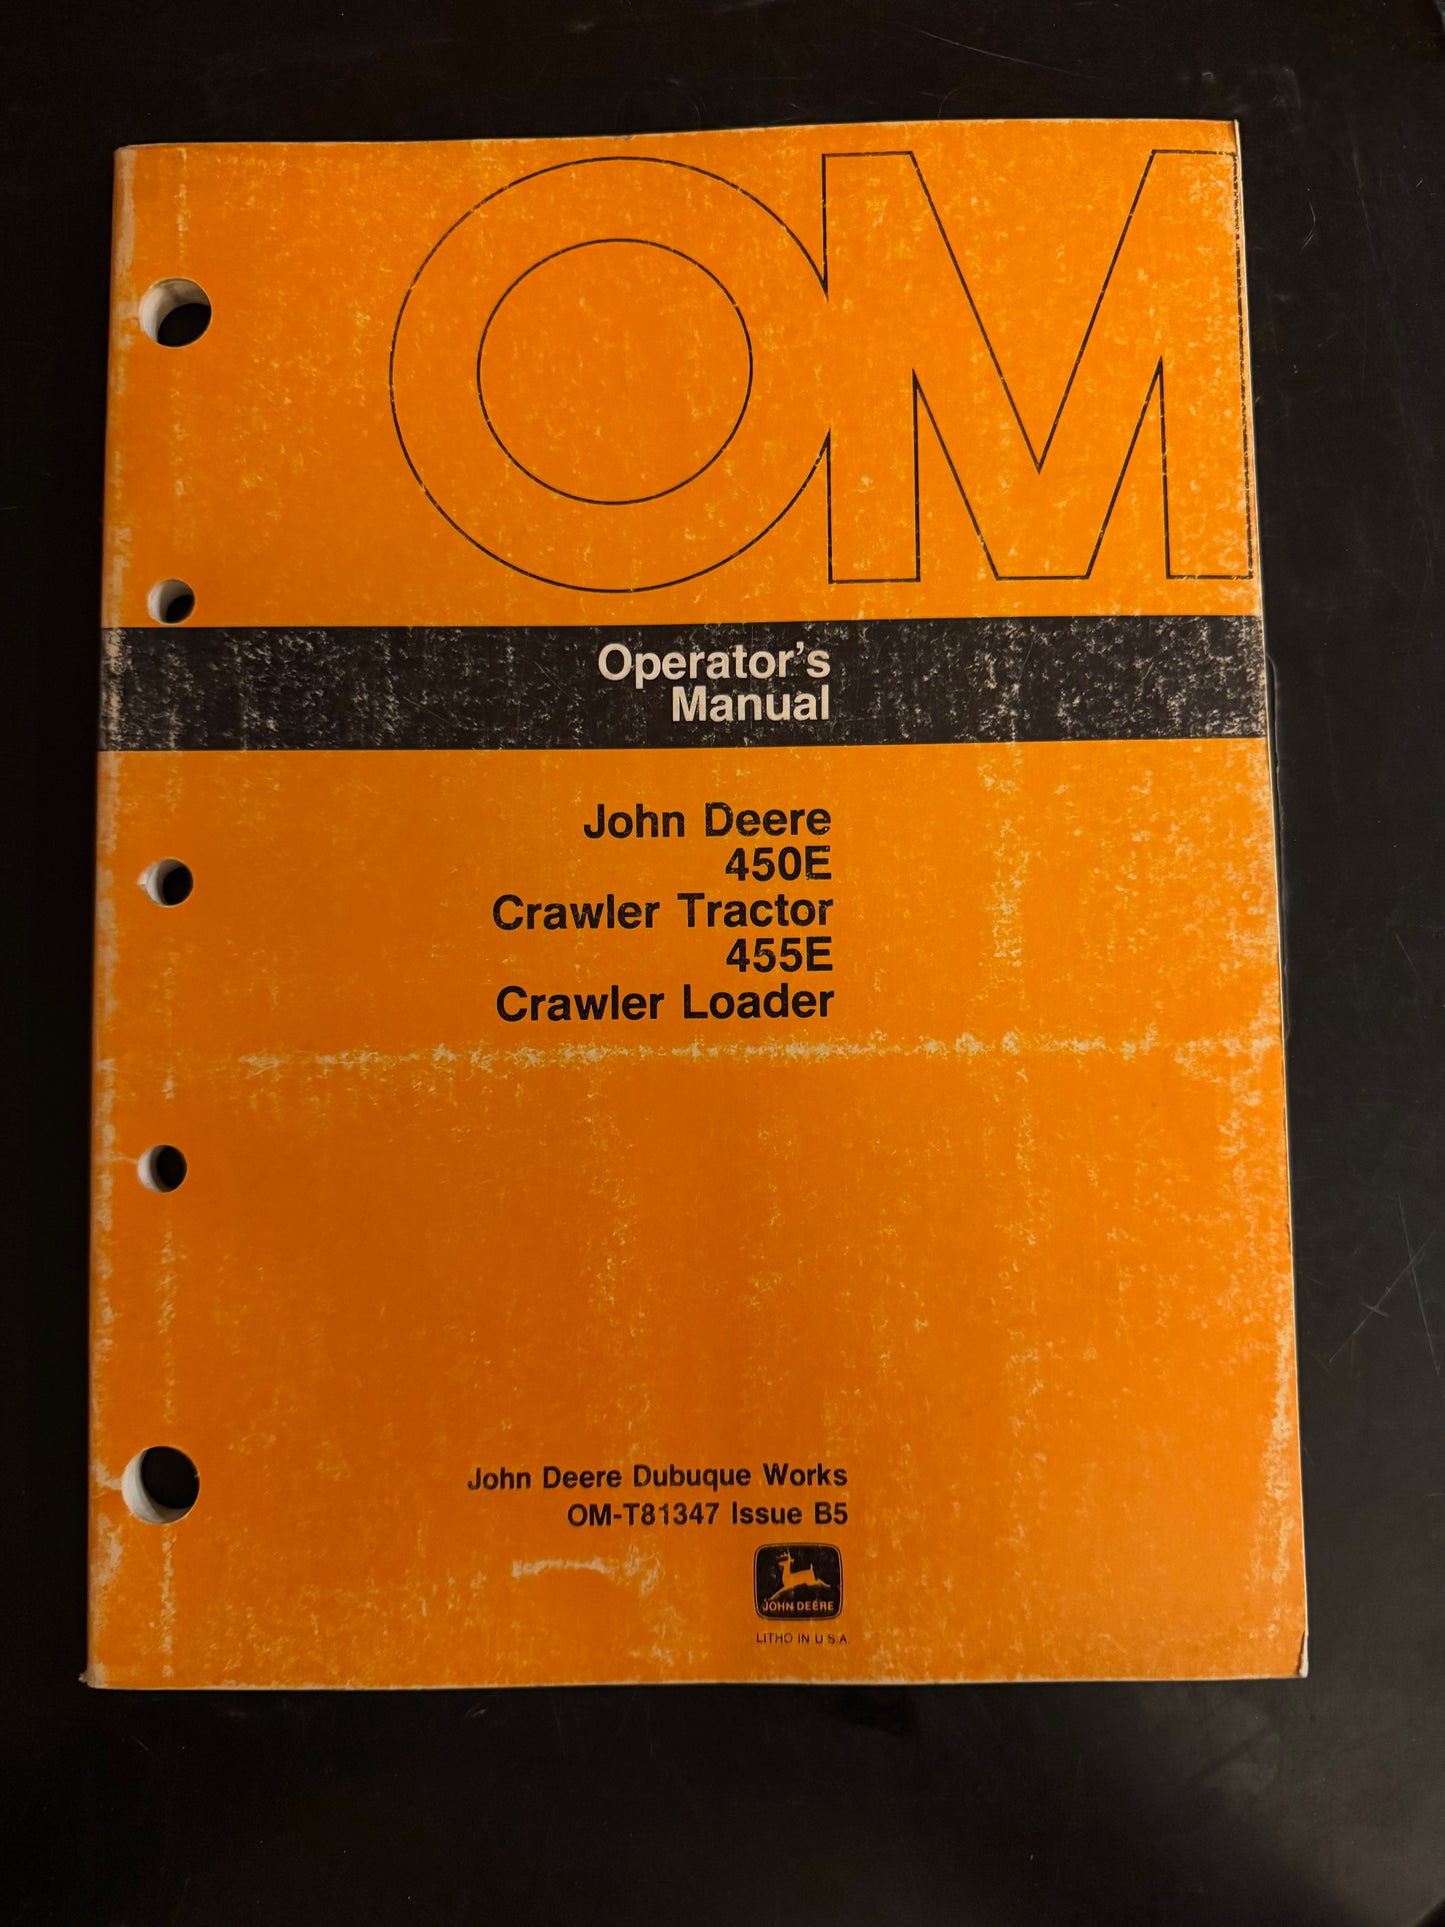 OM
Operator's
Manual
John Deere
450E
Crawler Tractor
455E
Crawler Loader
John Deere Dubuque Works
OM-T81347 Issue B5
JOHN DEERE
LITHO IN U.S.A.